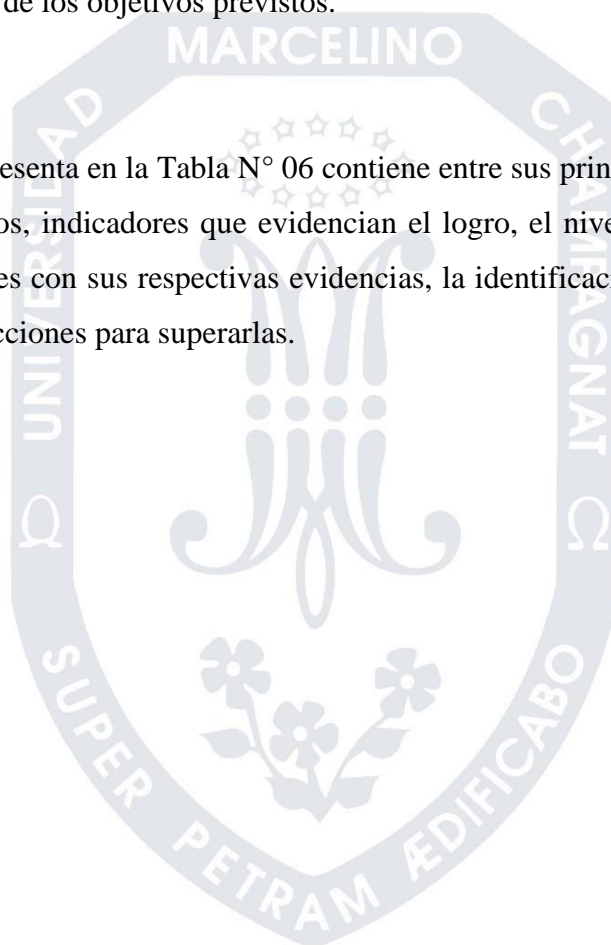 de los objetivos previstos.
MARCELINO
UNIVERSIDAD
CHAMPAGNAT
esenta en la Tabla N° 06 contiene entre sus prin
os, indicadores que evidencian el logro, el nive
es con sus respectivas evidencias, la identificac
cciones para superarlas.
Ω Ω
SUPER PETRAM ÆDIFICABO